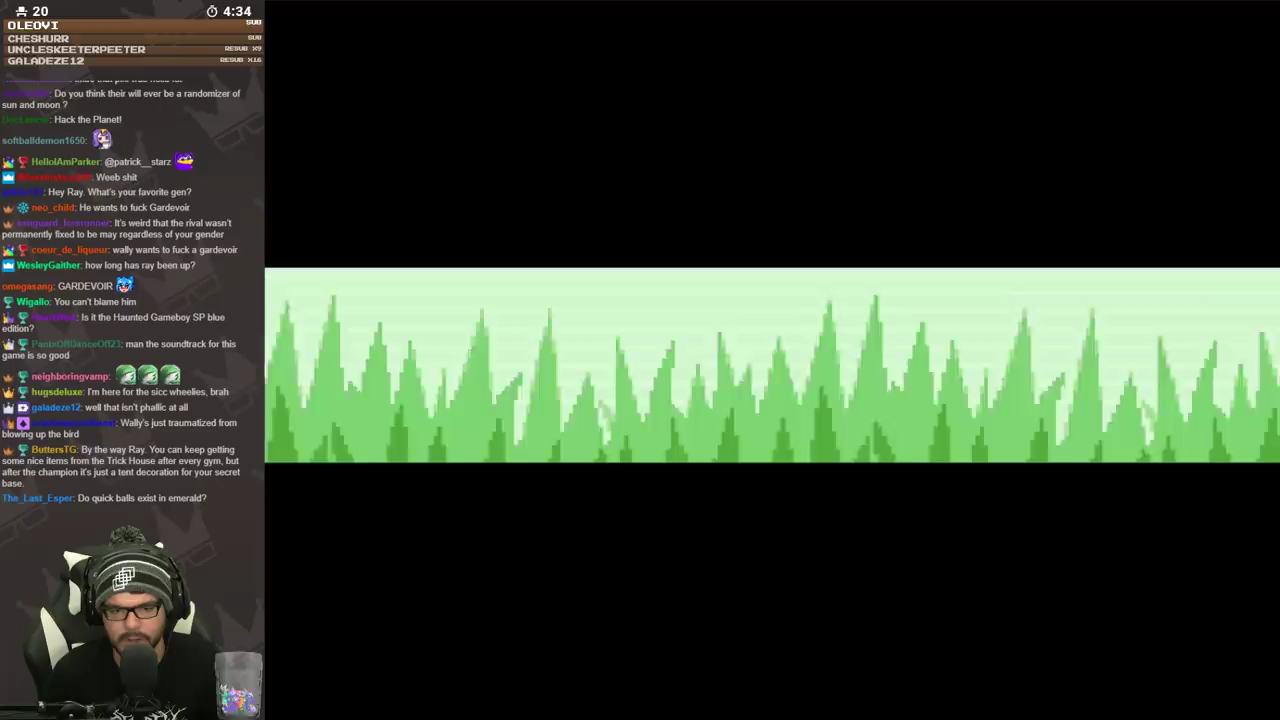 20
4:34
OLEOVI SUB
CHESHURR SUB
UNCLESKEETERPEETER RESUB X9
GALADEZE12 RESUB X16
: Do you think their will ever be a randomizer of
sun and moon ?
: Hack the Planet!
softballdemon1650:
HelloIAmParker: @patrick__starz
: Weeb shit
: Hey Ray. What's your favorite gen?
neo_child: He wants to fuck Gardevoir
: It's weird that the rival wasn't
permanently fixed to be may regardless of your gender
coeur_de_liqueur: wally wants to fuck a gardevoir
WesleyGaither: how long has ray been up?
omegasang: GARDEVOIR
Wigallo: You can't blame him
: Is it the Haunted Gameboy SP blue
edition?
PantsOffDanceOff23: man the soundtrack for this
game is so good
neighboringvamp:
hugsdeluxe: I'm here for the sicc wheelies, brah
galadeze12: well that isn't phallic at all
: Wally's just traumatized from
blowing up the bird
ButtersTG: By the way Ray. You can keep getting
some nice items from the Trick House after every gym, but
after the champion it's just a tent decoration for your secret
base.
The_Last_Esper: Do quick balls exist in emerald?